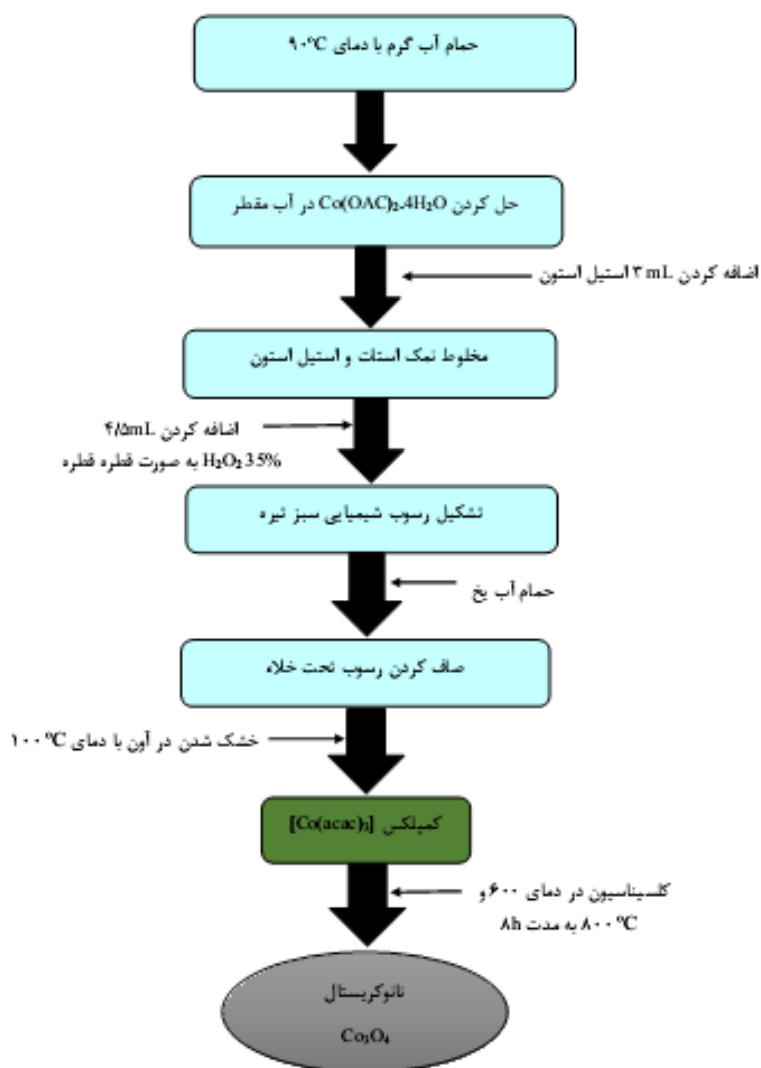 حمام آب گرم با دمای ۹۰°C
حل کردن Co(OAC)₂.4H₂O در آب مقطر
اضافه کردن ۳ mL استیل استون
مخلوط نمک استات و استیل استون
اضافه کردن ۴/۵mL
H₂O₂ 35% به صورت قطره قطره
تشکیل رسوب شیمیایی سبز تیره
حمام آب یخ
صاف کردن رسوب تحت خلاء
خشک شدن در آون با دمای ۱۰۰ °C
کمپلکس [Co(acac)₃]
کلسیناسیون در دمای ۶۰۰ و
۸۰۰ °C به مدت ۸h
نانوکریستال
Co₃O₄